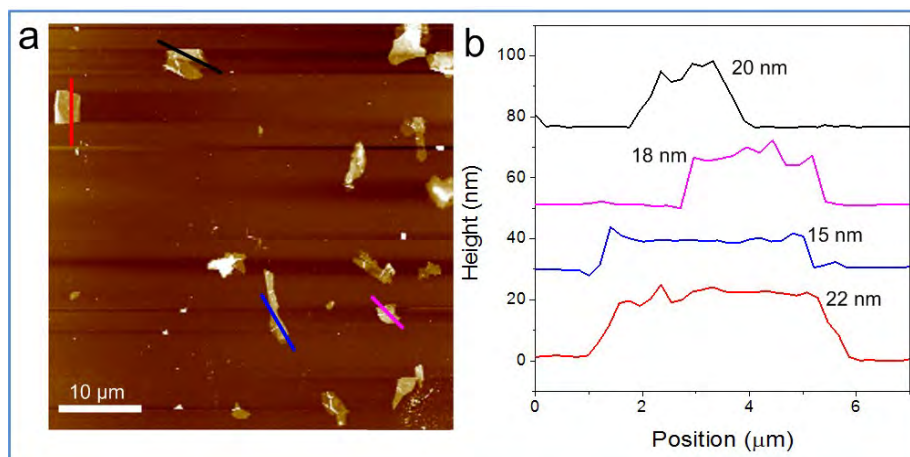 a
10 μm
b
100
80
60
40
20
0
Height (nm)
20 nm
18 nm
15 nm
22 nm
0 2 4 6
Position (μm)